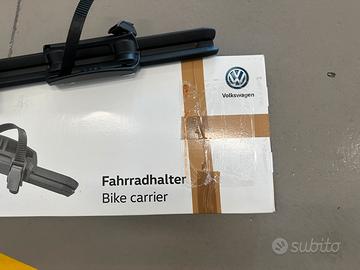 Volkswagen
Fahrradhalter
Bike carrier
subito